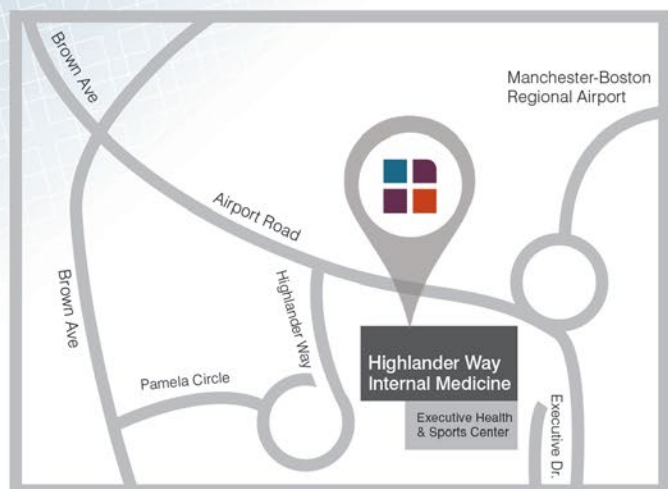 Brown Ave
Manchester-Boston
Regional Airport
Airport Road
Highlander Way
Brown Ave
Pamela Circle
Highlander Way
Internal Medicine
Executive Health
& Sports Center
Executive Dr.